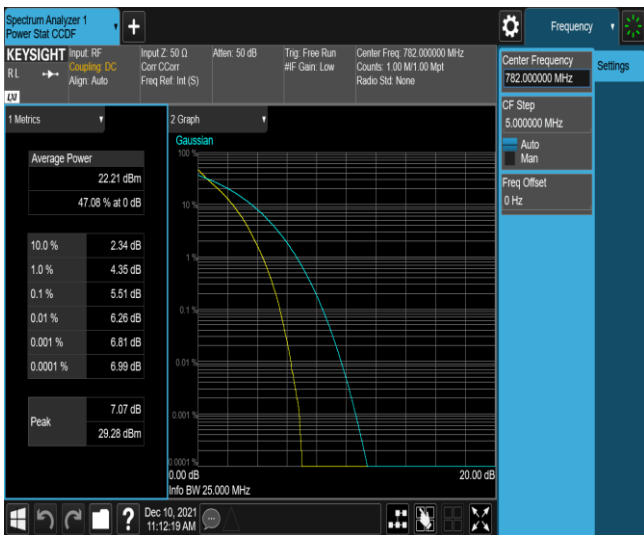 Spectrum Analyzer 1
Power Stat CCDF
+
Frequency
KEYSIGHT
RL
LXI
Input: RF
Coupling: DC
Align: Auto
Input Z: 50 Ω
Corr CCorr
Freq Ref: Int (S)
Atten: 50 dB
Trig: Free Run
#IF Gain: Low
Center Freq: 782.000000 MHz
Counts: 1.00 M/1.00 Mpt
Radio Std: None
Center Frequency
782.000000 MHz
Settings
CF Step
5.000000 MHz
Auto
Man
Freq Offset
0 Hz
1 Metrics
Average Power
22.21 dBm
47.08 % at 0 dB
10.0 % 2.34 dB
1.0 % 4.35 dB
0.1 % 5.51 dB
0.01 % 6.26 dB
0.001 % 6.81 dB
0.0001 % 6.99 dB
Peak
7.07 dB
29.28 dBm
2 Graph
Gaussian
100 %
10 %
1 %
0.1 %
0.01 %
0.001 %
0.0001 %
0.00 dB 20.00 dB
Info BW 25.000 MHz
?
Dec 10, 2021
11:12:19 AM